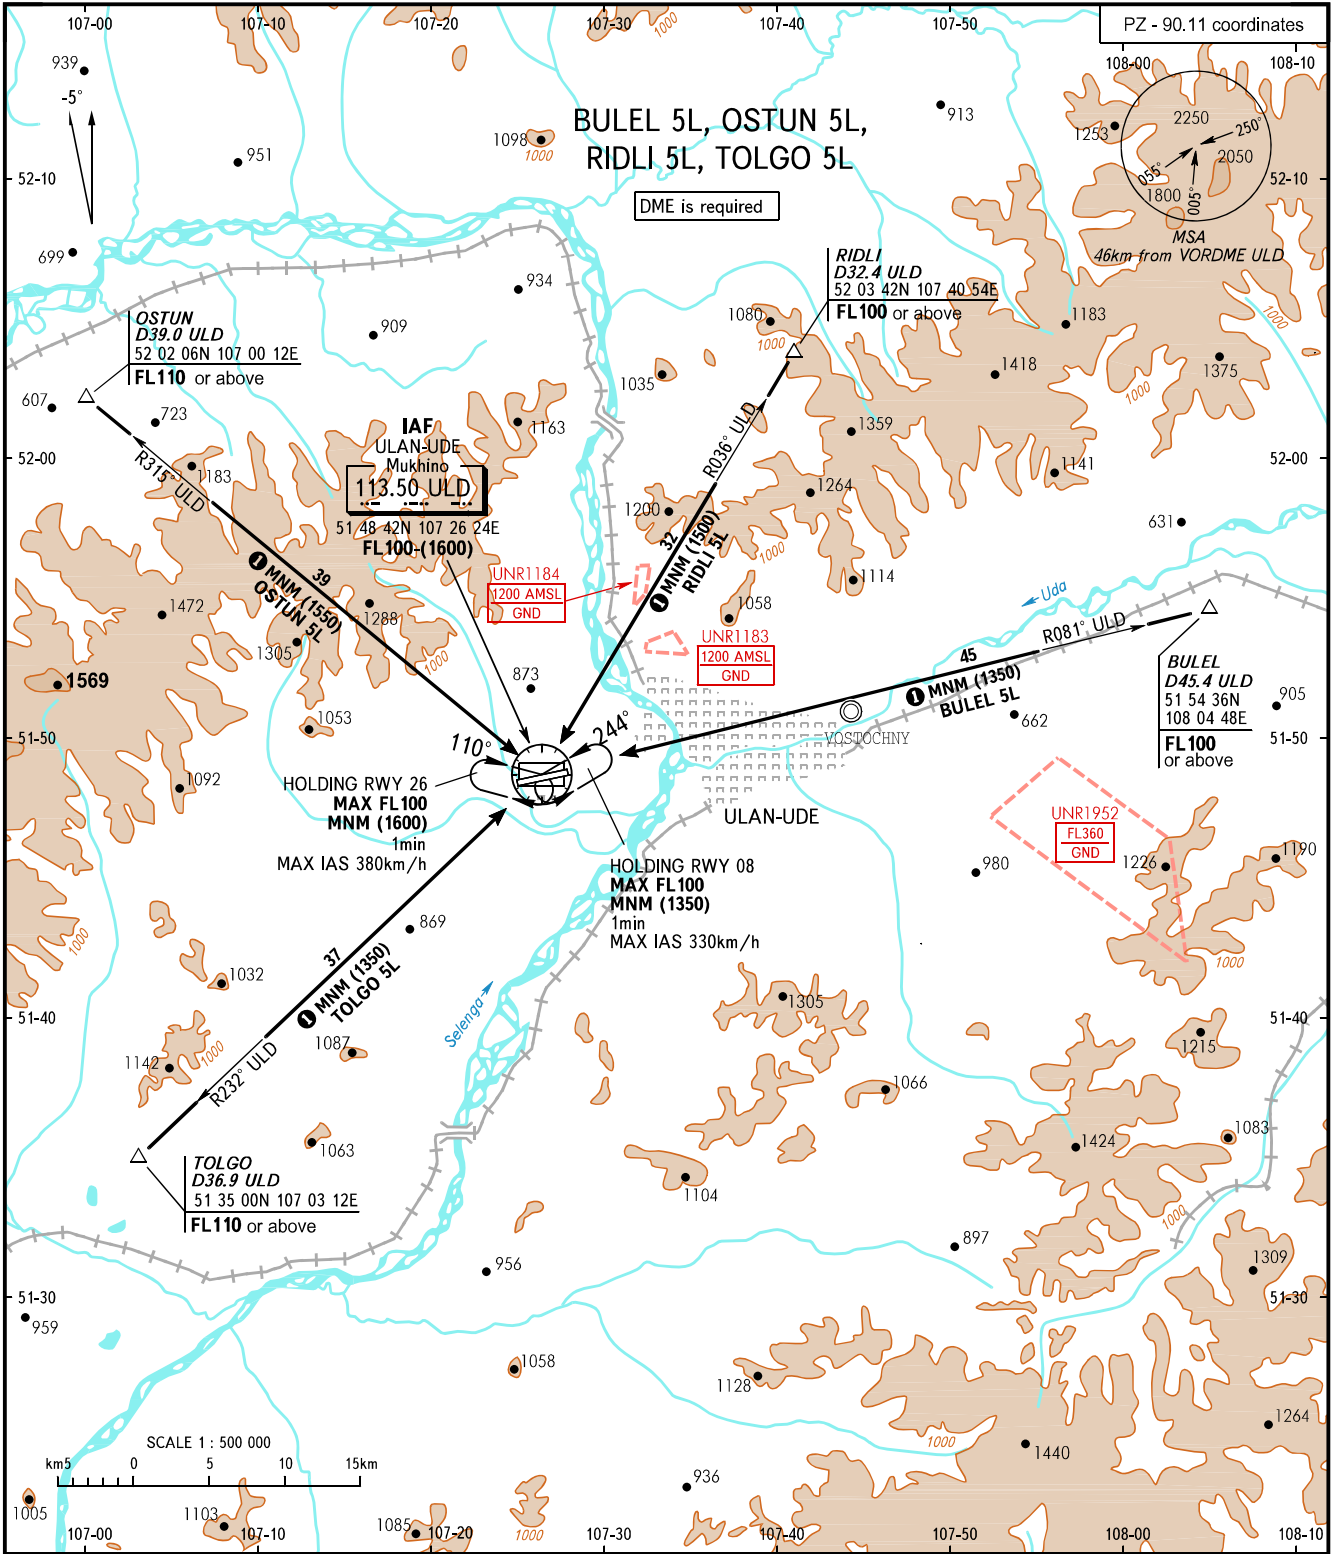 107-00
107-10
107-20
107-30
107-40
107-50
PZ - 90.11 coordinates
108-00
108-10
1000
939
-5°
951
1098
1000
BULEL 5L, OSTUN 5L,
RIDLI 5L, TOLGO 5L
DME is required
913
1253
2250
250°
2050
055°
1800
005°
MSA
46km from VORDME ULD
52-10
52-10
699
934
909
RIDLI
D32.4 ULD
52 03 42N 107 40 54E
FL100 or above
1080
1000
1183
1000
1418
1375
1000
OSTUN
D39.0 ULD
52 02 06N 107 00 12E
FL110 or above
607
723
1035
1163
1359
R036° ULD
IAF
ULAN-UDE
Mukhino
113.50 ULD
51 48 42N 107 26 24E
FL100-(1600)
52-00
52-00
R315° ULD
1183
1141
1264
1200
631
32
1 MNM (1500)
RIDLI 5L
1000
39
1 MNM (1550)
OSTUN 5L
UNR1184
1200 AMSL
GND
1114
1058
Uda
1472
1288
1305
1000
UNR1183
1200 AMSL
GND
R081° ULD
45
1 MNM (1350)
BULEL 5L
BULEL
D45.4 ULD
51 54 36N
108 04 48E
FL100
or above
1569
873
905
662
1053
VOSTOCHNY
51-50
51-50
110°
244°
1092
HOLDING RWY 26
MAX FL100
MNM (1600)
1min
MAX IAS 380km/h
ULAN-UDE
UNR1952
FL360
GND
HOLDING RWY 08
MAX FL100
MNM (1350)
1min
MAX IAS 330km/h
980
1226
1190
1000
869
1000
37
1 MNM (1350)
TOLGO 5L
1032
1305
Selenga
51-40
51-40
1142
1000
1087
1215
R232° ULD
1066
1424
1083
1063
TOLGO
D36.9 ULD
51 35 00N 107 03 12E
FL110 or above
1104
1000
897
956
1309
51-30
51-30
959
1058
1128
1264
SCALE 1 : 500 000
km5
0
5
10
15km
1000
1440
936
1005
1103
1085
1000
107-00
107-10
107-20
107-30
107-40
107-50
108-00
108-10